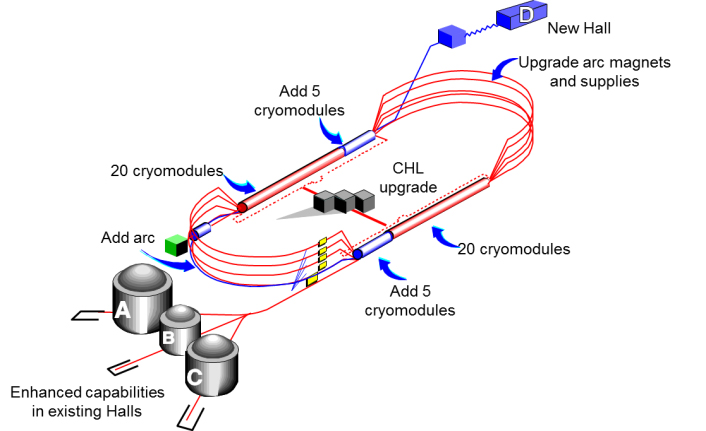 D
New Hall
Upgrade arc magnets
and supplies
Add 5
cryomodules
20 cryomodules
CHL
upgrade
Add arc
20 cryomodules
Add 5
cryomodules
A
B
C
Enhanced capabilities
in existing Halls